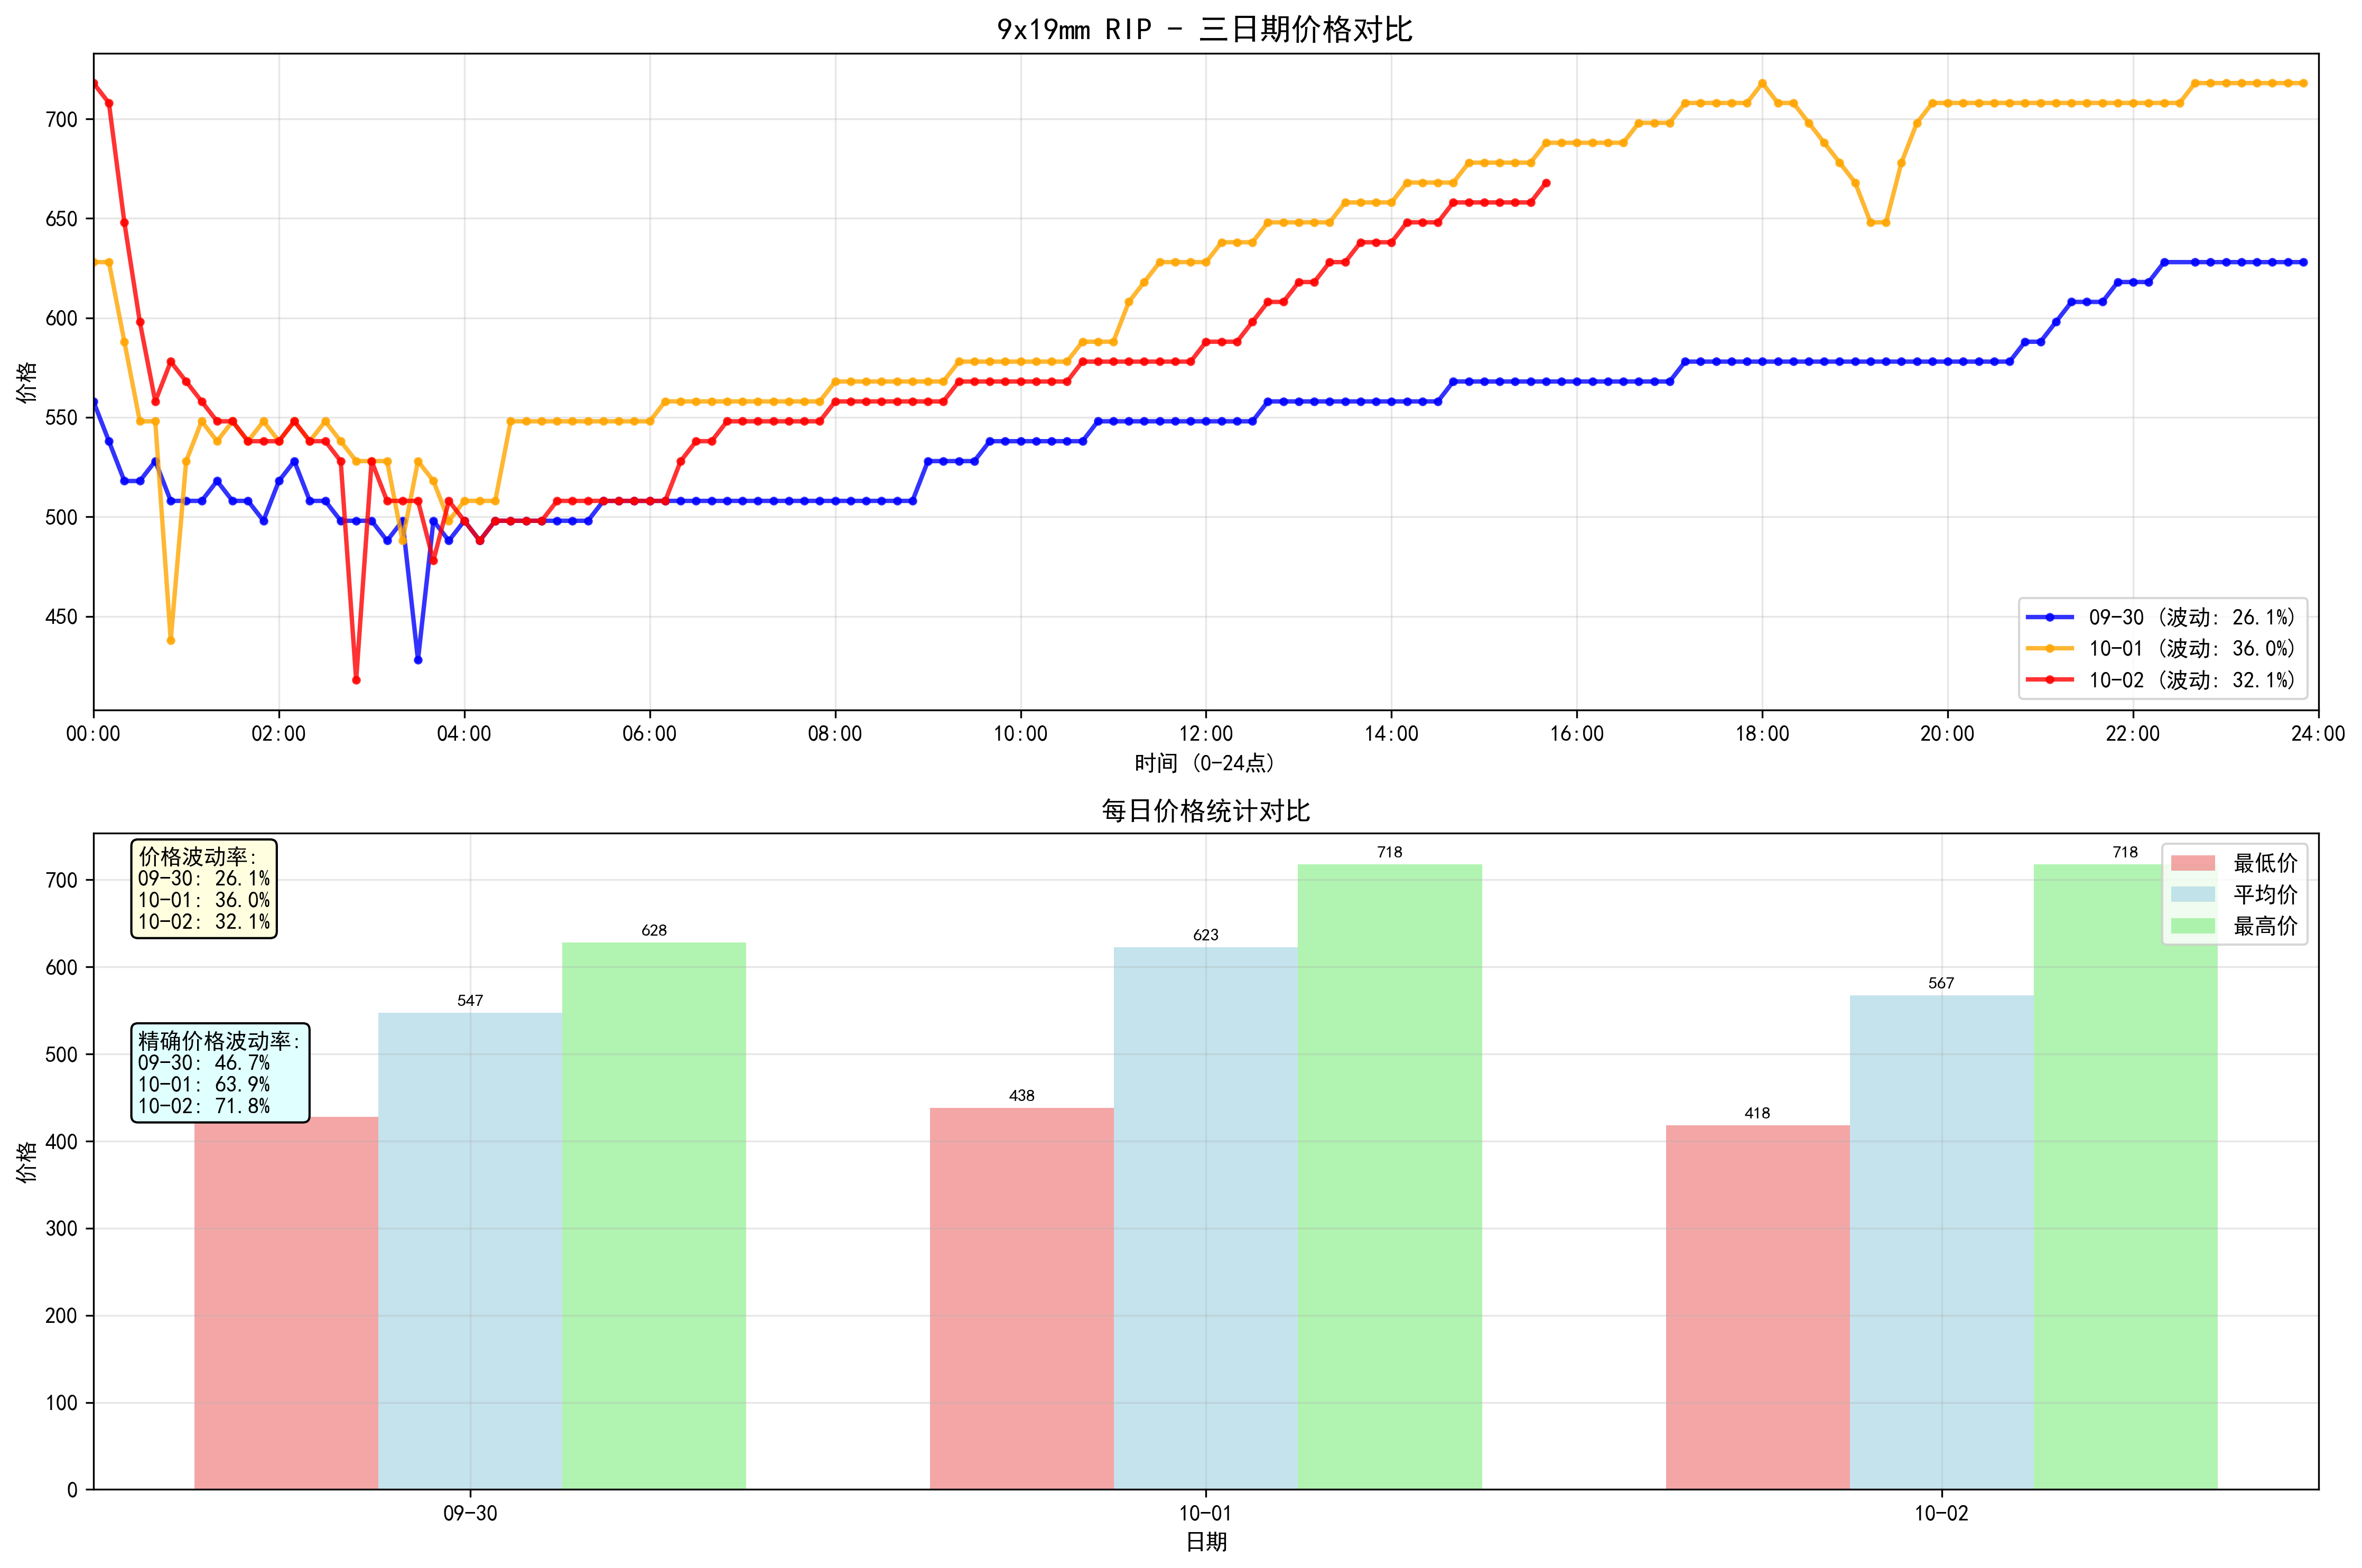 9x19mm RIP - 三日期价格对比
价格
700
650
600
550
500
450
09-30 (波动: 26.1%)
10-01 (波动: 36.0%)
10-02 (波动: 32.1%)
00:00 02:00 04:00 06:00 08:00 10:00 12:00 14:00 16:00 18:00 20:00 22:00 24:00
时间 (0-24点)
每日价格统计对比
价格
700
600
500
400
300
200
100
0
价格波动率:
09-30: 26.1%
10-01: 36.0%
10-02: 32.1%
精确价格波动率:
09-30: 46.7%
10-01: 63.9%
10-02: 71.8%
547
628
438
623
718
418
567
718
最低价
平均价
最高价
09-30 10-01 10-02
日期